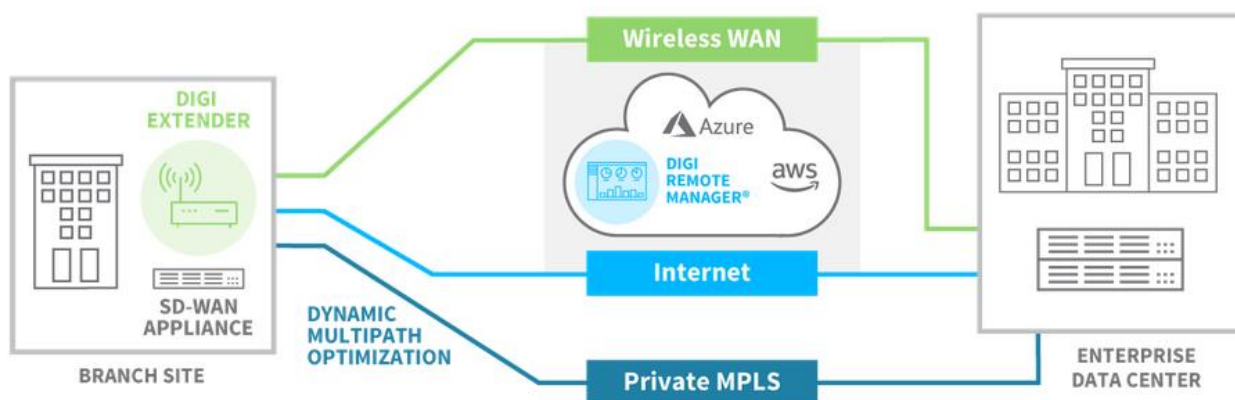 Wireless WAN
DIGI
EXTENDER
Azure
DIGI
REMOTE
MANAGER®
aws
Internet
SD-WAN
APPLIANCE
DYNAMIC
MULTIPATH
OPTIMIZATION
BRANCH SITE
Private MPLS
ENTERPRISE
DATA CENTER